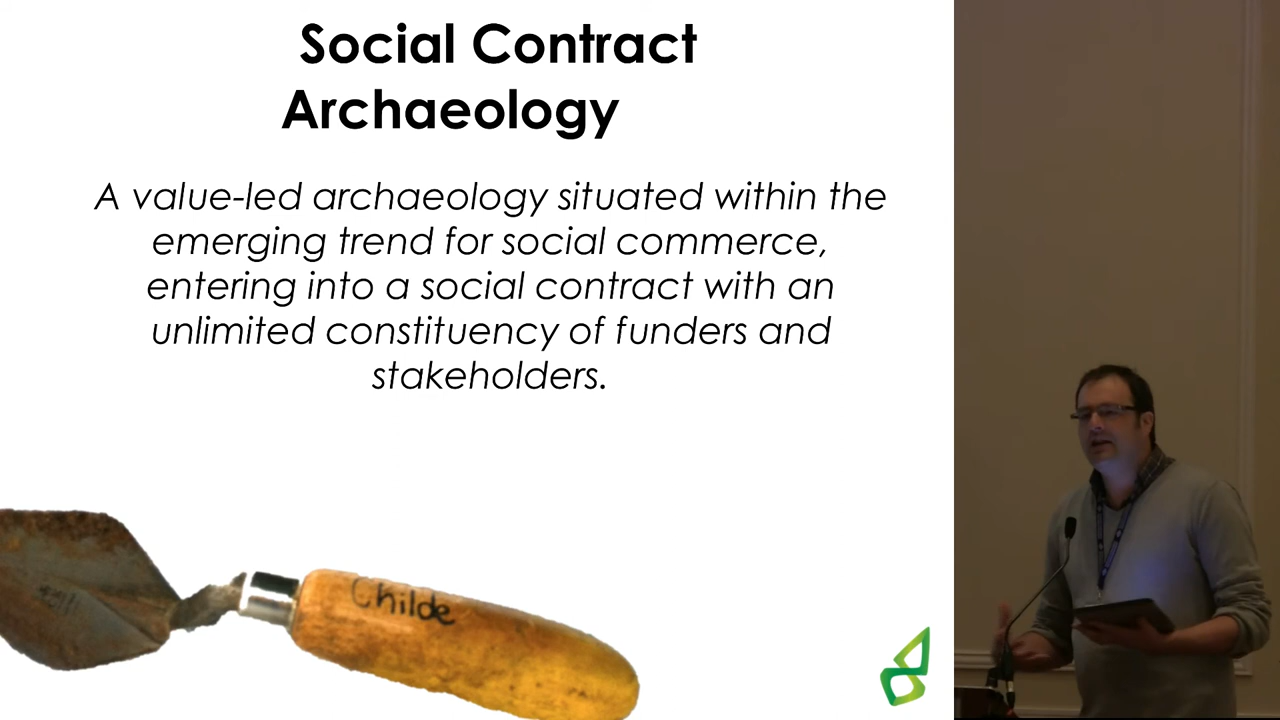 Social Contract
Archaeology
A value-led archaeology situated within the
emerging trend for social commerce,
entering into a social contract with an
unlimited constituency of funders and
stakeholders.
Childe